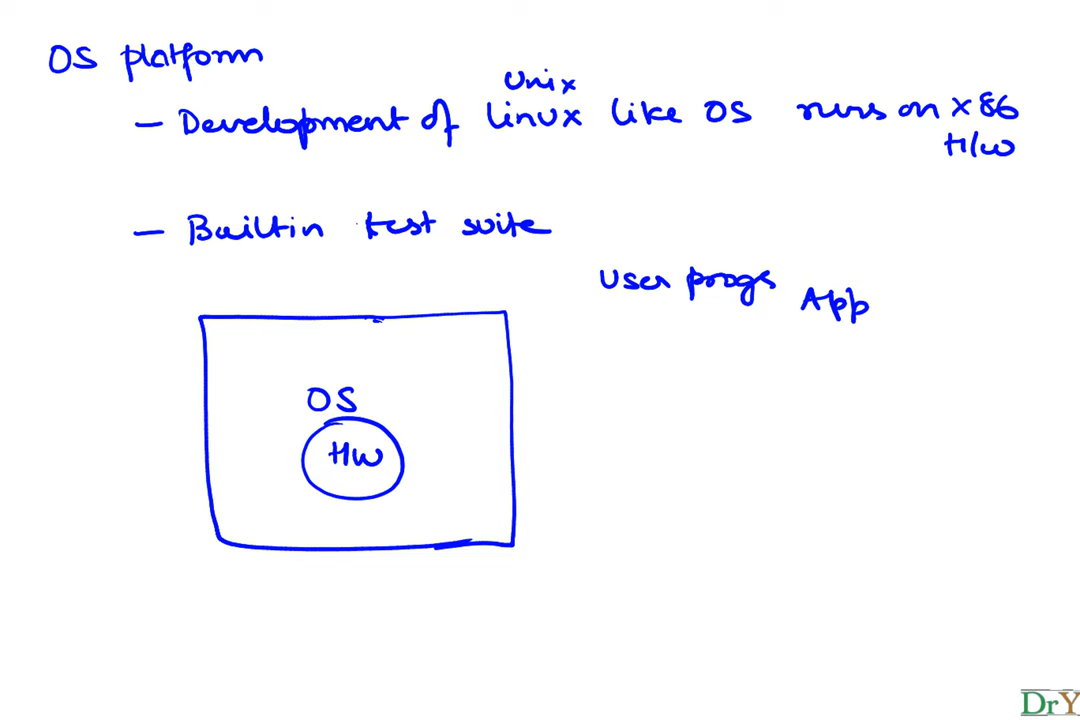 OS platform
Unix
— Development of Linux like OS runs on x86
H/W
— Builtin test suite
User progs
App
OS
HW
DrY